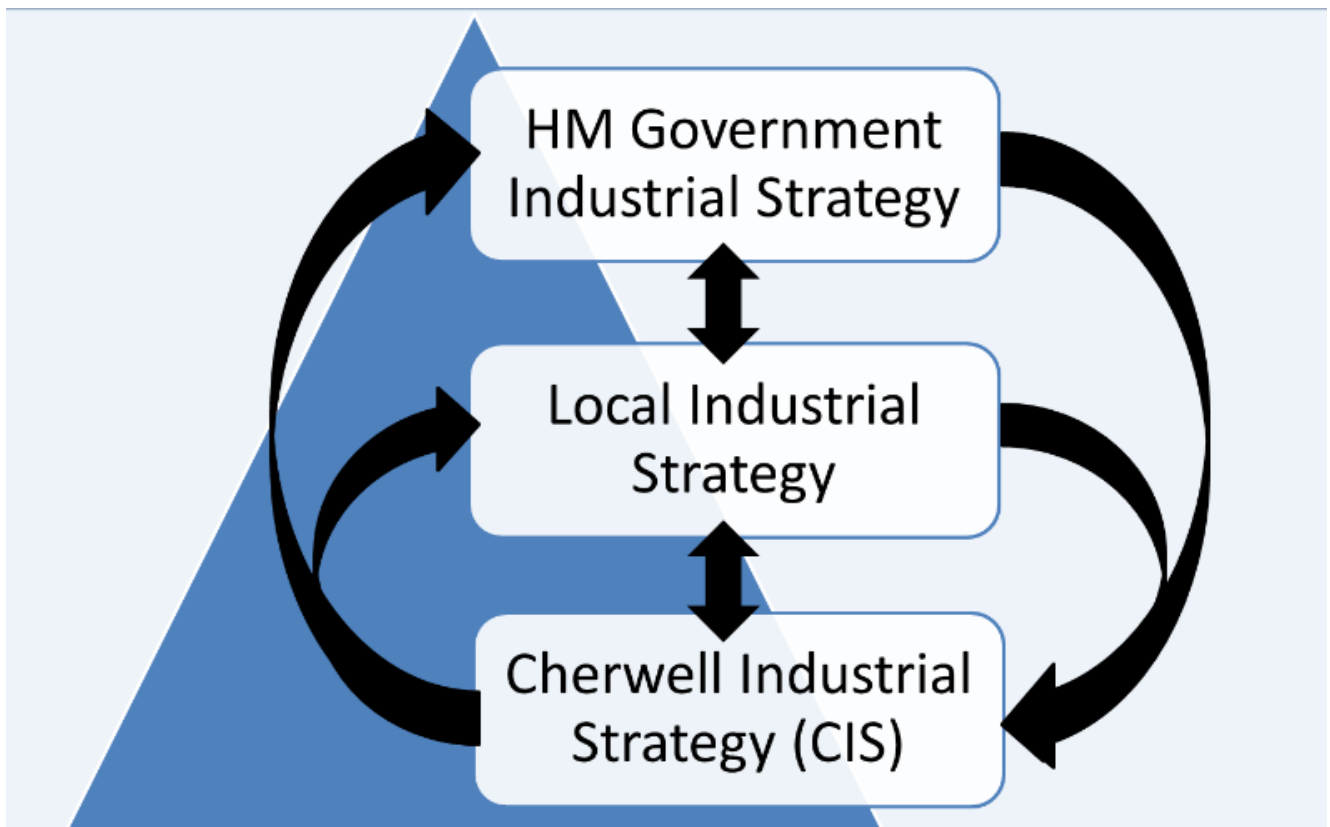 HM Government
Industrial Strategy
Local Industrial
Strategy
Cherwell Industrial
Strategy (CIS)